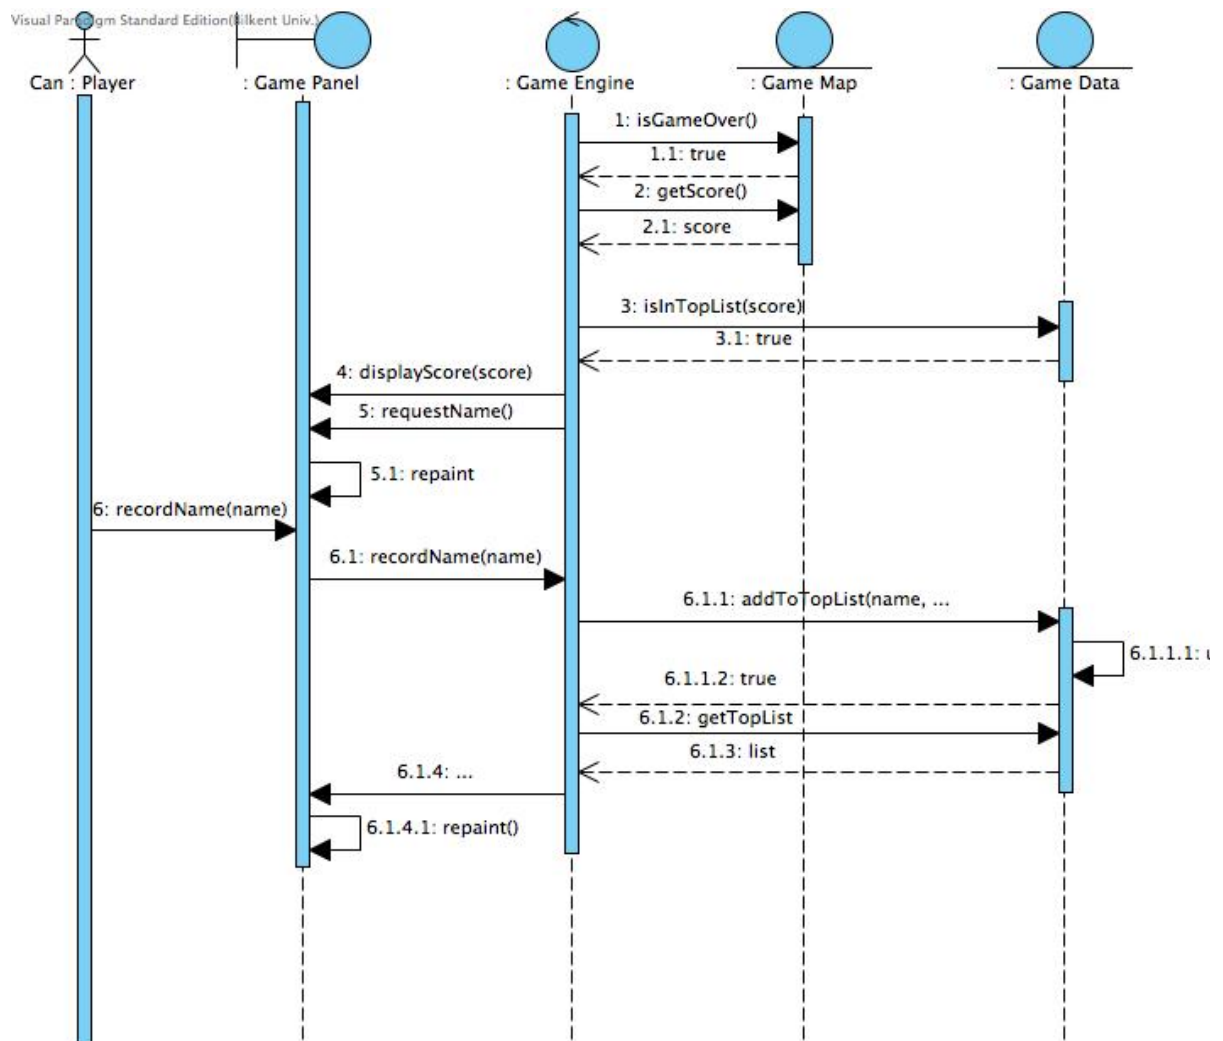 Visual Paradigm Standard Edition(Bilkent Univ.)
Can : Player
: Game Panel
: Game Engine
: Game Map
: Game Data
1: isGameOver()
1.1: true
2: getScore()
2.1: score
3: isInTopList(score)
3.1: true
4: displayScore(score)
5: requestName()
5.1: repaint
6: recordName(name)
6.1: recordName(name)
6.1.1: addToTopList(name, ...
6.1.1.1:
6.1.1.2: true
6.1.2: getTopList
6.1.3: list
6.1.4: ...
6.1.4.1: repaint()